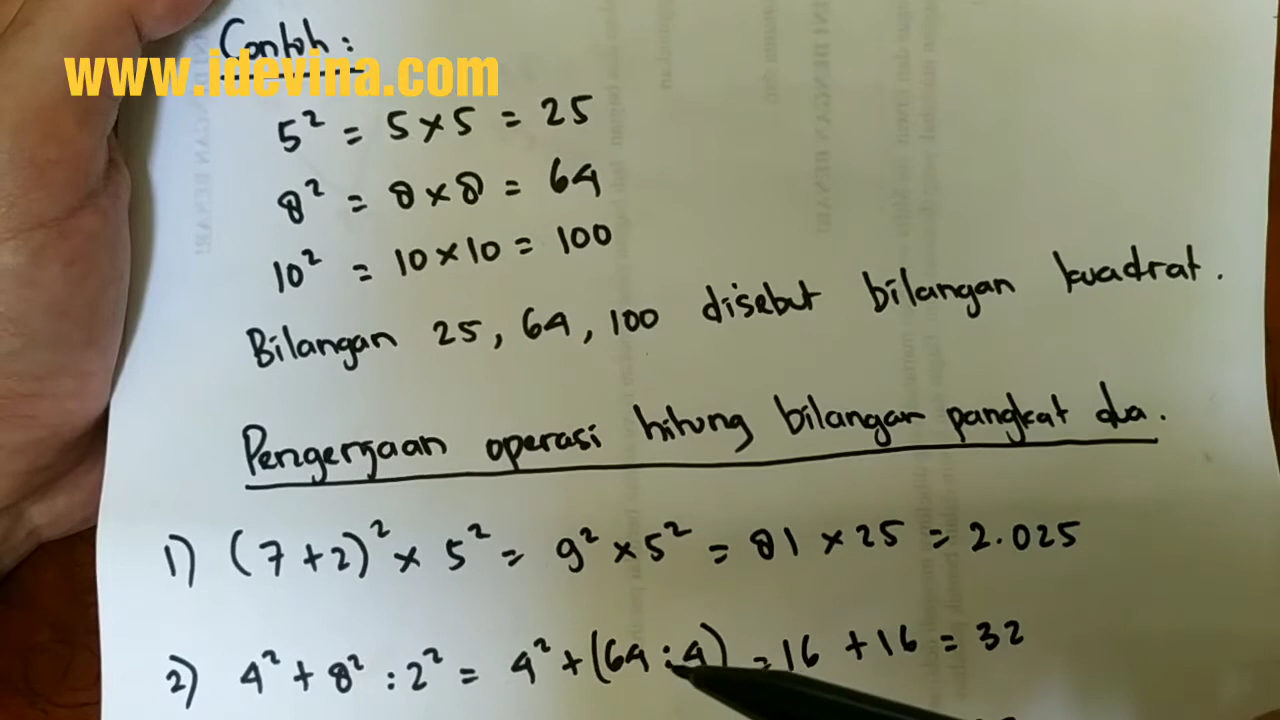 Contoh :
www.idevina.com
5² = 5 × 5 = 25
8² = 8 × 8 = 64
10² = 10 × 10 = 100
Bilangan 25, 64, 100 disebut bilangan kuadrat.
Pengerjaan operasi hitung bilangan pangkat dua.
1) (7 + 2)² × 5² = 9² × 5² = 81 × 25 = 2.025
2) 4² + 8² : 2² = 4² + (64 : 4) = 16 + 16 = 32